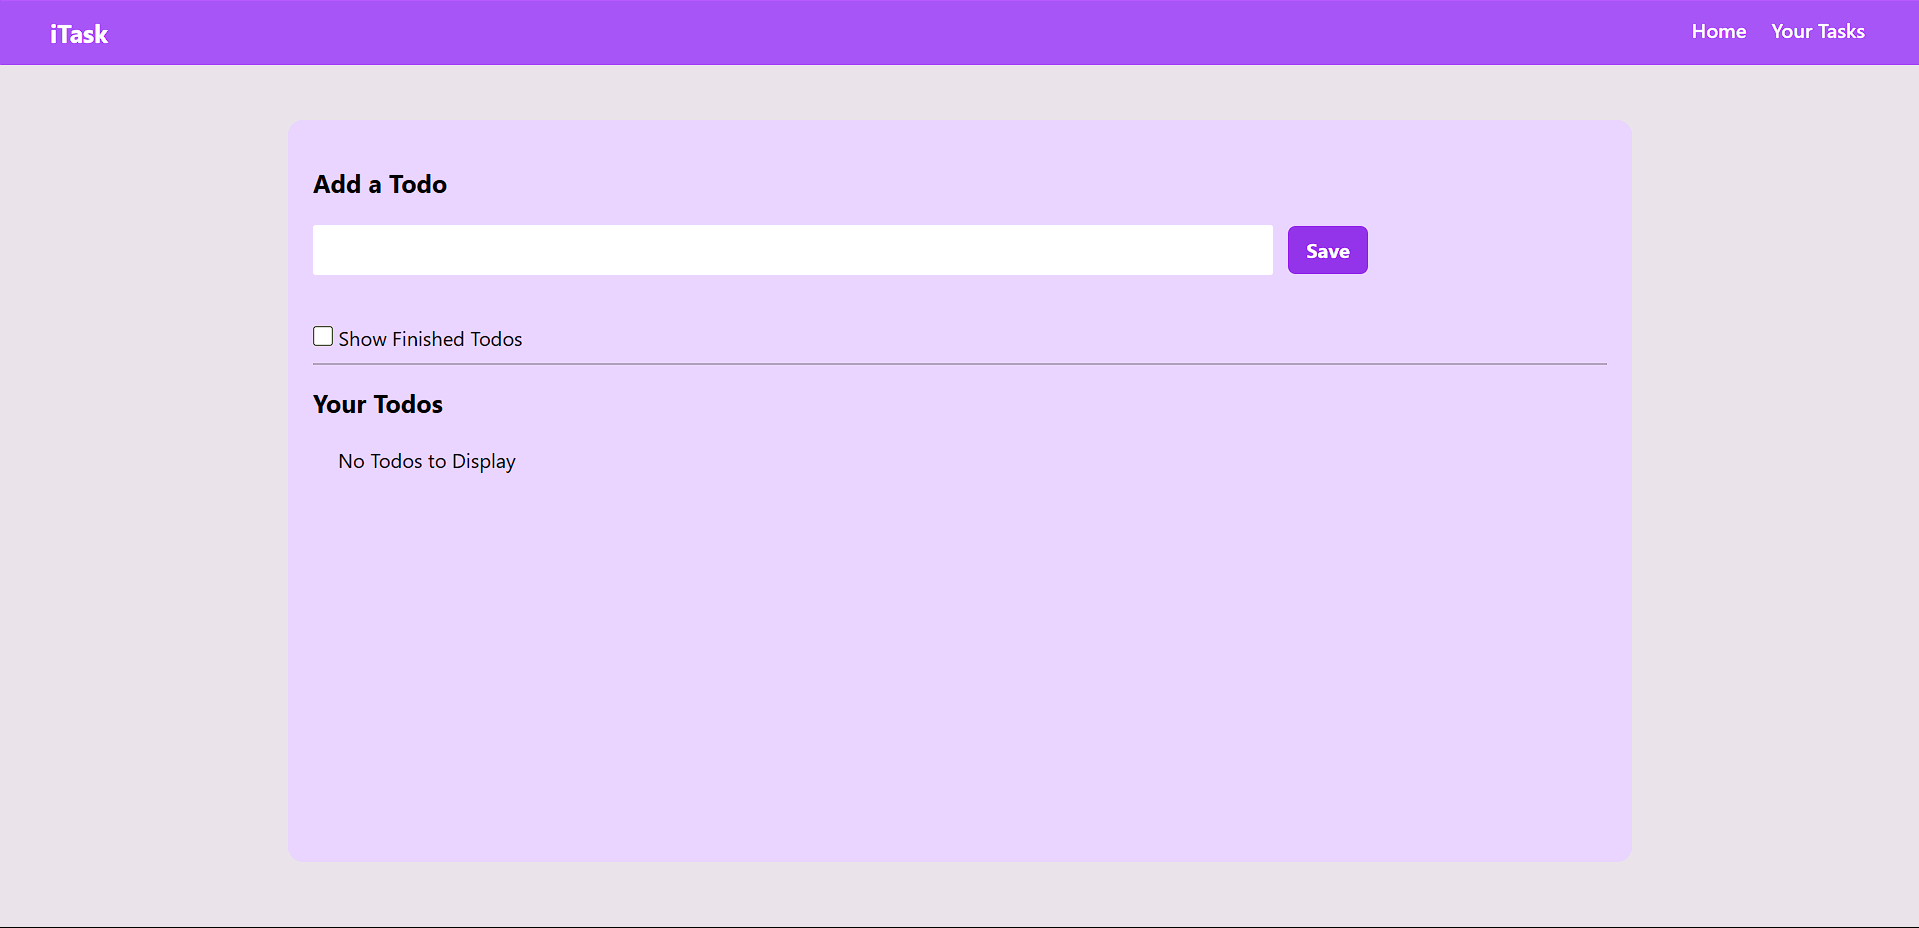 iTask
Home Your Tasks
Add a Todo
Save
Show Finished Todos
Your Todos
No Todos to Display